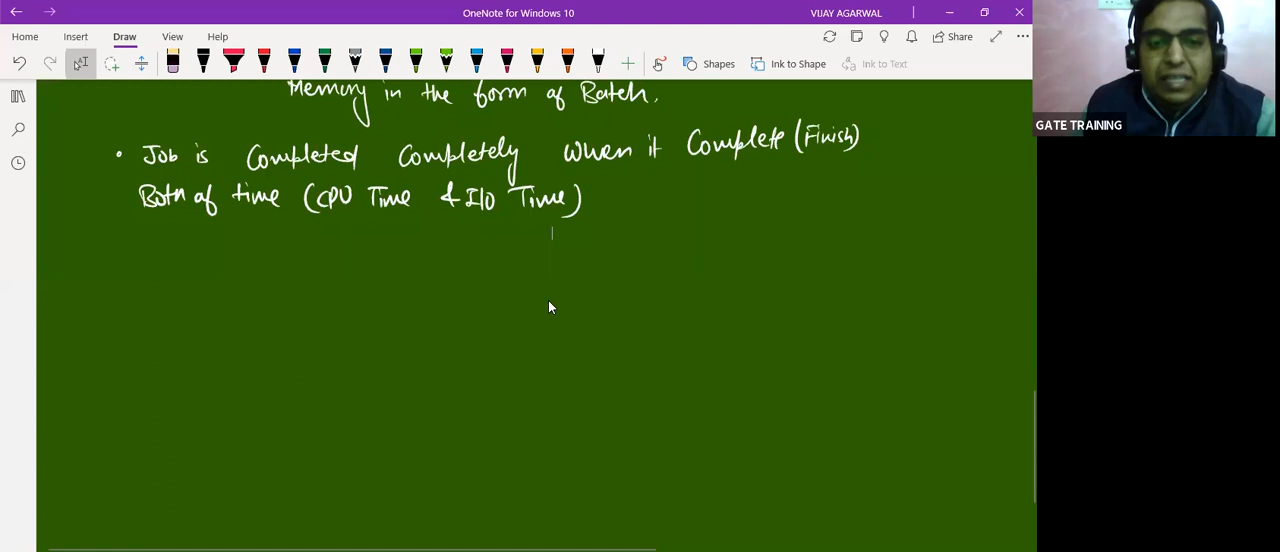 OneNote for Windows 10
VIJAY AGARWAL
Home Insert Draw View Help
Share
Shapes Ink to Shape Ink to Text
GATE TRAINING
Memory in the form of Batch.
• Job is Completed Completely when it Complete (Finish)
Both of time (CPU Time & I/O Time)